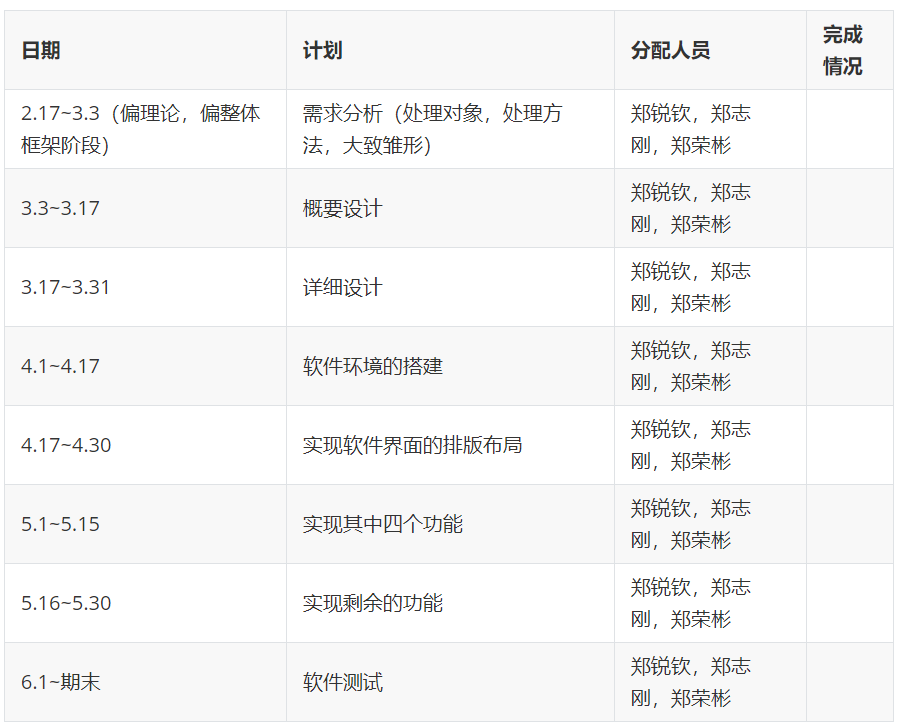 日期
计划
分配人员
完成
情况
2.17~3.3（偏理论，偏整体
框架阶段）
需求分析（处理对象，处理方
法，大致雏形）
郑锐钦，郑志
刚，郑荣彬
3.3~3.17
概要设计
郑锐钦，郑志
刚，郑荣彬
3.17~3.31
详细设计
郑锐钦，郑志
刚，郑荣彬
4.1~4.17
软件环境的搭建
郑锐钦，郑志
刚，郑荣彬
4.17~4.30
实现软件界面的排版布局
郑锐钦，郑志
刚，郑荣彬
5.1~5.15
实现其中四个功能
郑锐钦，郑志
刚，郑荣彬
5.16~5.30
实现剩余的功能
郑锐钦，郑志
刚，郑荣彬
6.1~期末
软件测试
郑锐钦，郑志
刚，郑荣彬